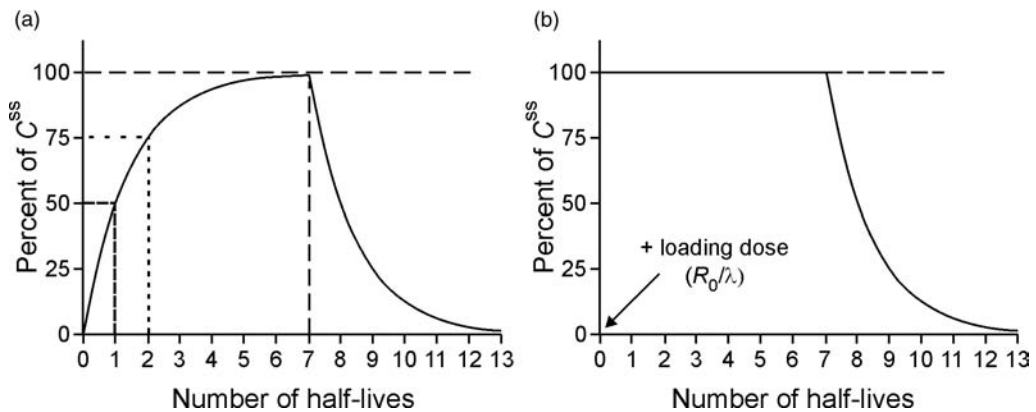 (a)
Percent of C^ss
100
75
50
25
0
0 1 2 3 4 5 6 7 8 9 10 11 12 13
Number of half-lives
(b)
Percent of C^ss
100
75
50
25
0
+ loading dose
(R₀/λ)
0 1 2 3 4 5 6 7 8 9 10 11 12 13
Number of half-lives